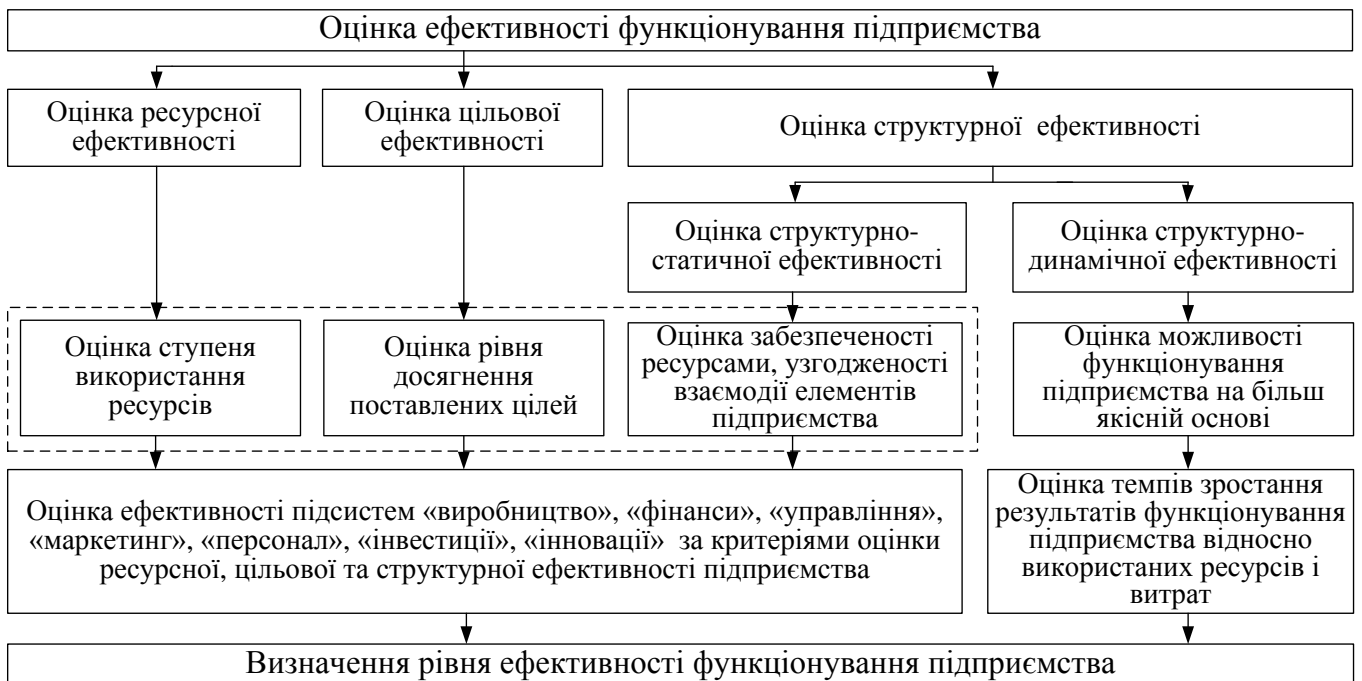 Оцінка ефективності функціонування підприємства
Оцінка ресурсної
ефективності
Оцінка цільової
ефективності
Оцінка структурної ефективності
Оцінка структурно-
статичної ефективності
Оцінка структурно-
динамічної ефективності
Оцінка ступеня
використання
ресурсів
Оцінка рівня
досягнення
поставлених цілей
Оцінка забезпеченості
ресурсами, узгодженості
взаємодії елементів
підприємства
Оцінка можливості
функціонування
підприємства на більш
якісній основі
Оцінка ефективності підсистем «виробництво», «фінанси», «управління»,
«маркетинг», «персонал», «інвестиції», «інновації» за критеріями оцінки
ресурсної, цільової та структурної ефективності підприємства
Оцінка темпів зростання
результатів функціонування
підприємства відносно
використаних ресурсів і
витрат
Визначення рівня ефективності функціонування підприємства